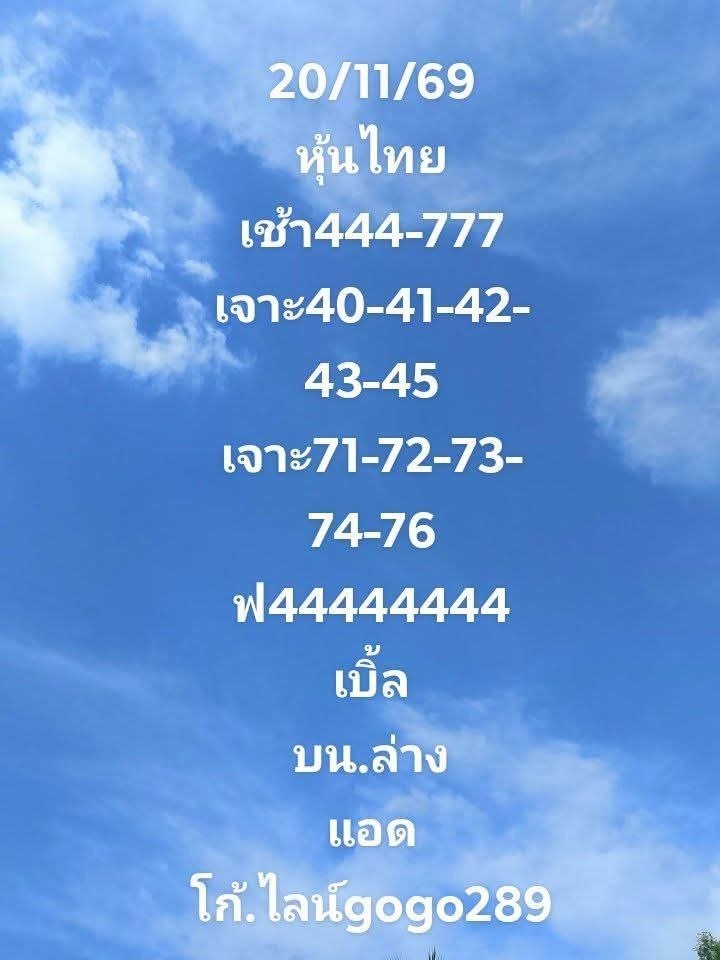 20/11/69
หุ้นไทย
เช้า444-777
เจาะ40-41-42-
43-45
เจาะ71-72-73-
74-76
ฟ44444444
เบิ้ล
บน.ล่าง
แอด
โก้.ไลน์gogo289